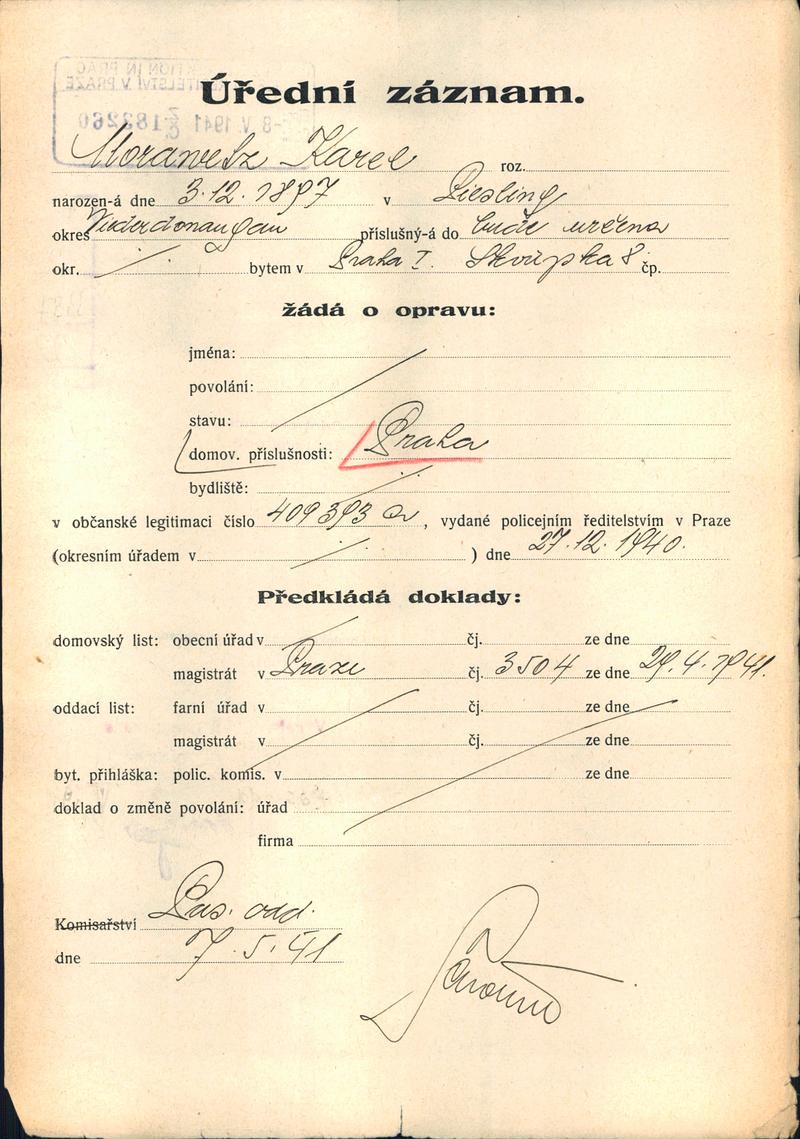 Úřední záznam.
Morawetz Karel roz.
narozen-á dne 3.12.1897 v Liesling
okres Niederdonaugau příslušný-á do bude určena
okr. bytem v Praha I. Skořepka 8 čp.
žádá o opravu:
jména:
povolání:
stavu:
domov. příslušnosti: Praha
bydliště:
v občanské legitimaci číslo 409393 a, vydané policejním ředitelstvím v Praze
(okresním úřadem v ) dne 27.12.1940.
Předkládá doklady:
domovský list: obecní úřad v čj. ze dne
magistrát v Praze čj. 3504 ze dne 29.4.1941.
oddací list: farní úřad v čj. ze dne
magistrát v čj. ze dne
byt. přihláška: polic. komis. v ze dne
doklad o změně povolání: úřad
firma
Komisařství Pas. odd.
dne 7.5.41